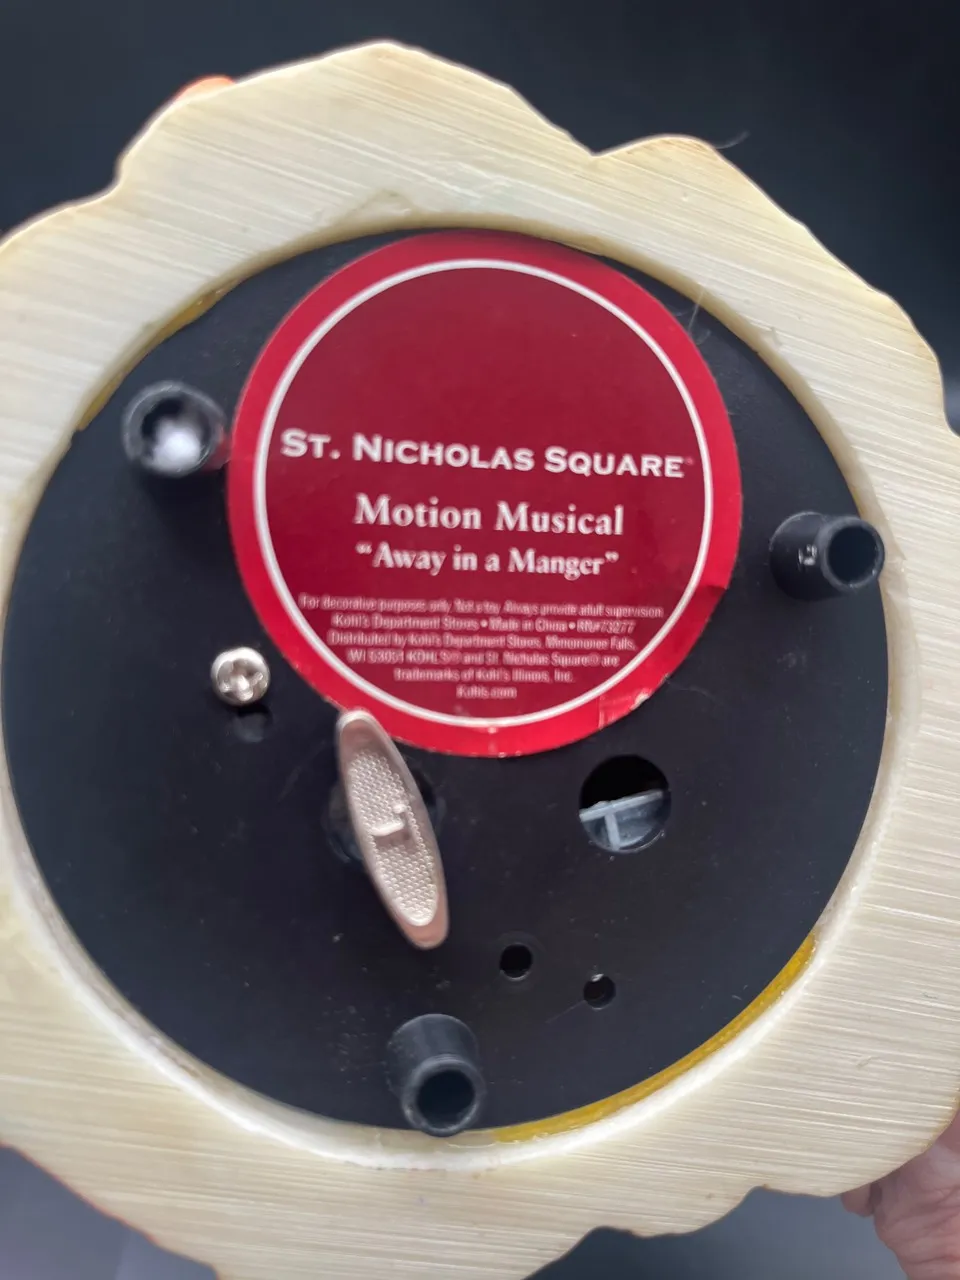 ST. NICHOLAS SQUARE®
Motion Musical
“Away in a Manger”
For decorative purposes only. Not a toy. Always provide adult supervision
Kohl's Department Stores • Made in China • RN#73277
Distributed by Kohl's Department Stores, Menomonee Falls,
WI 53051 KOHL'S® and St. Nicholas Square® are
trademarks of Kohl's Illinois, Inc.
Kohls.com